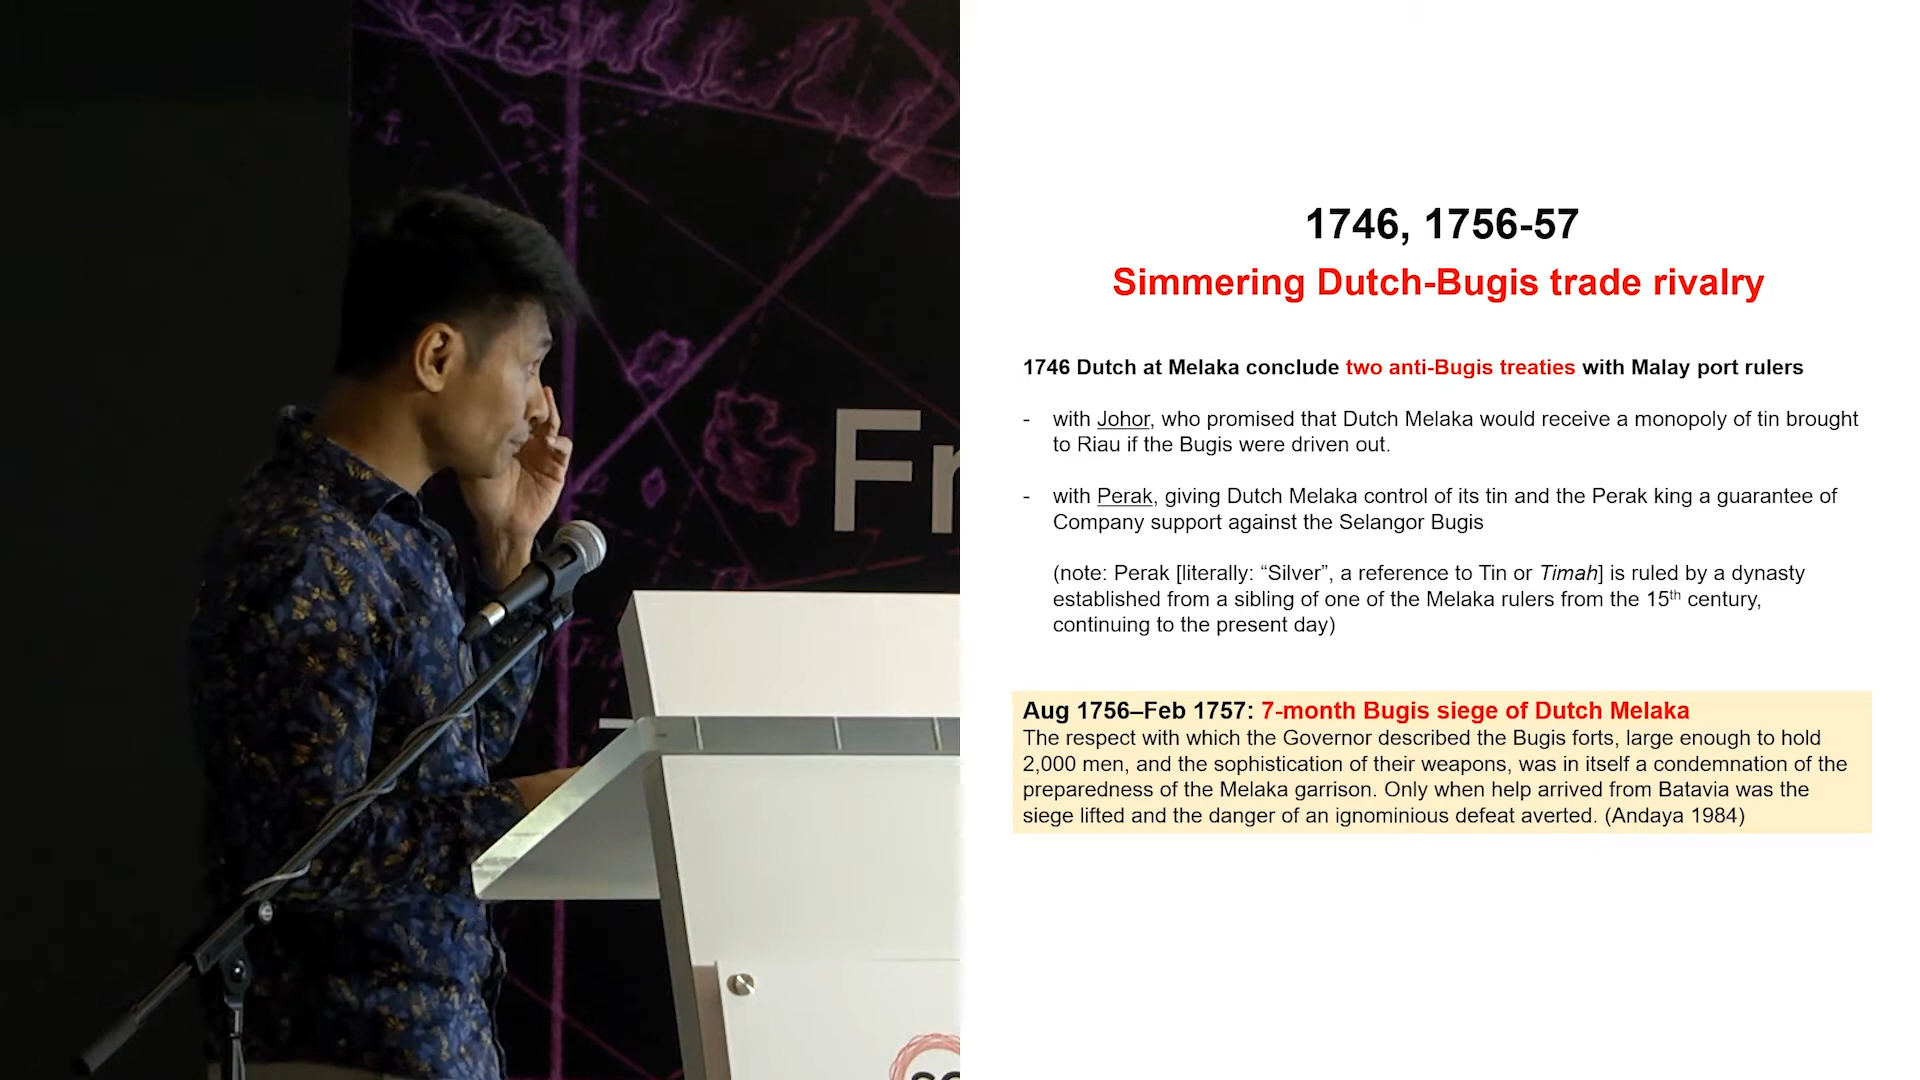 Fr
1746, 1756-57
Simmering Dutch-Bugis trade rivalry
1746 Dutch at Melaka conclude two anti-Bugis treaties with Malay port rulers
- with Johor, who promised that Dutch Melaka would receive a monopoly of tin brought
to Riau if the Bugis were driven out.
- with Perak, giving Dutch Melaka control of its tin and the Perak king a guarantee of
Company support against the Selangor Bugis
(note: Perak [literally: “Silver”, a reference to Tin or Timah] is ruled by a dynasty
established from a sibling of one of the Melaka rulers from the 15th century,
continuing to the present day)
Aug 1756–Feb 1757: 7-month Bugis siege of Dutch Melaka
The respect with which the Governor described the Bugis forts, large enough to hold
2,000 men, and the sophistication of their weapons, was in itself a condemnation of the
preparedness of the Melaka garrison. Only when help arrived from Batavia was the
siege lifted and the danger of an ignominious defeat averted. (Andaya 1984)